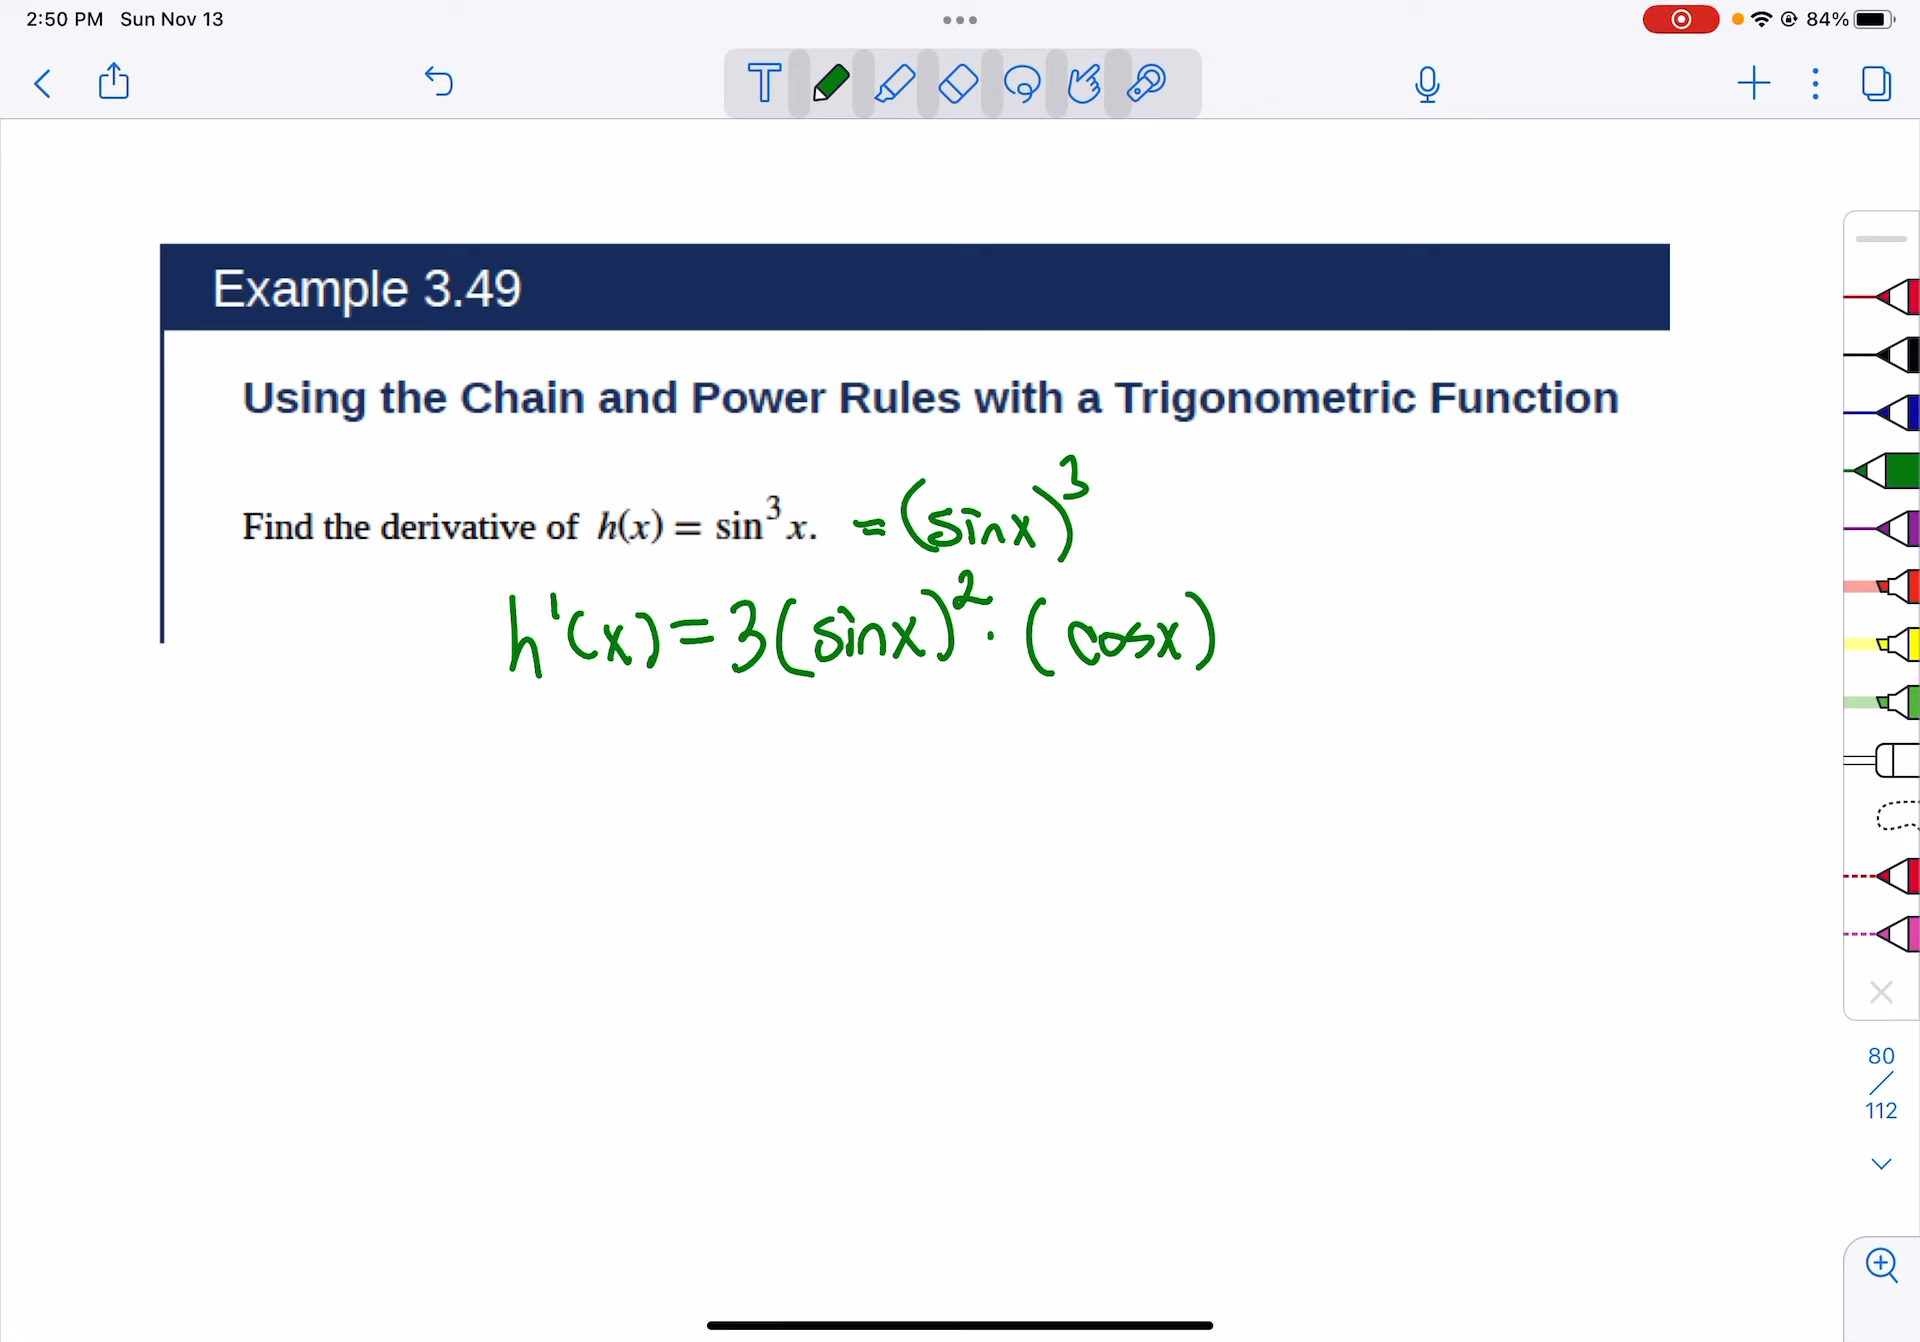 2:50 PM Sun Nov 13
84%
T
Example 3.49
Using the Chain and Power Rules with a Trigonometric Function
Find the derivative of h(x) = sin³ x. = (sinx)³
h'(x) = 3(sinx)² · (cosx)
80
/
112